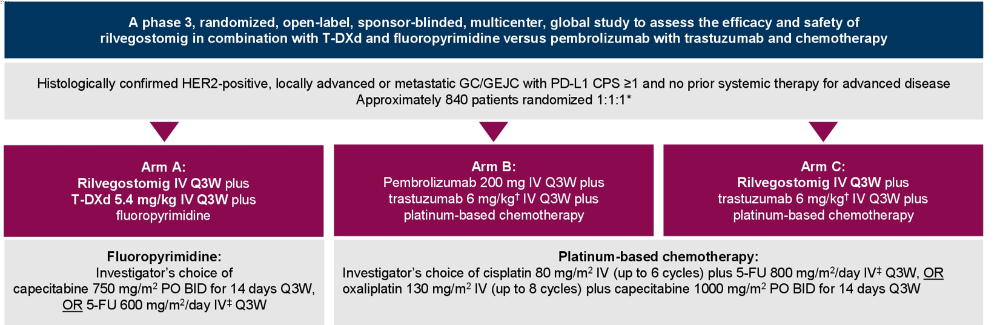 A phase 3, randomized, open-label, sponsor-blinded, multicenter, global study to assess the efficacy and safety of
rilvegostomig in combination with T-DXd and fluoropyrimidine versus pembrolizumab with trastuzumab and chemotherapy
Histologically confirmed HER2-positive, locally advanced or metastatic GC/GEJC with PD-L1 CPS ≥1 and no prior systemic therapy for advanced disease
Approximately 840 patients randomized 1:1:1*
Arm A:
Rilvegostomig IV Q3W plus
T-DXd 5.4 mg/kg IV Q3W plus
fluoropyrimidine
Arm B:
Pembrolizumab 200 mg IV Q3W plus
trastuzumab 6 mg/kg† IV Q3W plus
platinum-based chemotherapy
Arm C:
Rilvegostomig IV Q3W plus
trastuzumab 6 mg/kg† IV Q3W plus
platinum-based chemotherapy
Fluoropyrimidine:
Investigator’s choice of
capecitabine 750 mg/m² PO BID for 14 days Q3W,
OR 5-FU 600 mg/m²/day IV‡ Q3W
Platinum-based chemotherapy:
Investigator’s choice of cisplatin 80 mg/m² IV (up to 6 cycles) plus 5-FU 800 mg/m²/day IV‡ Q3W, OR
oxaliplatin 130 mg/m² IV (up to 8 cycles) plus capecitabine 1000 mg/m² PO BID for 14 days Q3W